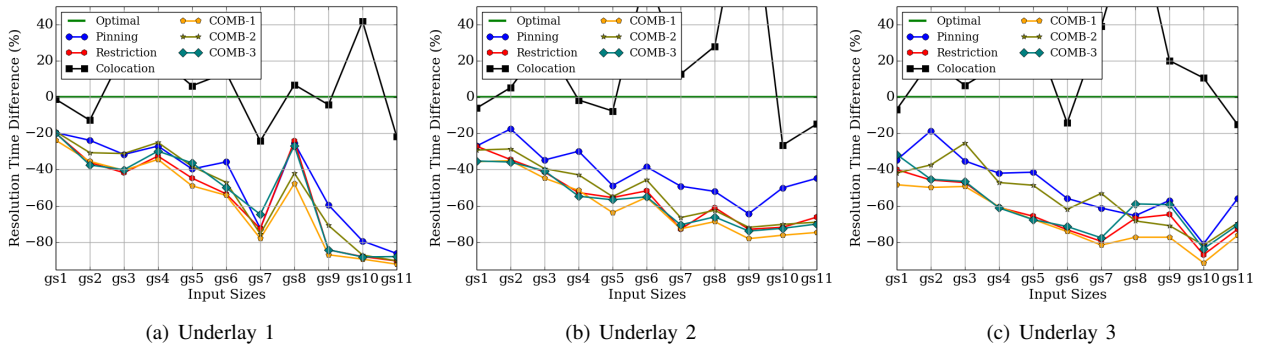 Resolution Time Difference (%)
40
20
0
−20
−40
−60
−80
Optimal
Pinning
Restriction
Colocation
COMB-1
COMB-2
COMB-3
gs1 gs2 gs3 gs4 gs5 gs6 gs7 gs8 gs9 gs10 gs11
Input Sizes
(a) Underlay 1
Resolution Time Difference (%)
40
20
0
−20
−40
−60
−80
Optimal
Pinning
Restriction
Colocation
COMB-1
COMB-2
COMB-3
gs1 gs2 gs3 gs4 gs5 gs6 gs7 gs8 gs9 gs10 gs11
Input Sizes
(b) Underlay 2
Resolution Time Difference (%)
40
20
0
−20
−40
−60
−80
Optimal
Pinning
Restriction
Colocation
COMB-1
COMB-2
COMB-3
gs1 gs2 gs3 gs4 gs5 gs6 gs7 gs8 gs9 gs10 gs11
Input Sizes
(c) Underlay 3